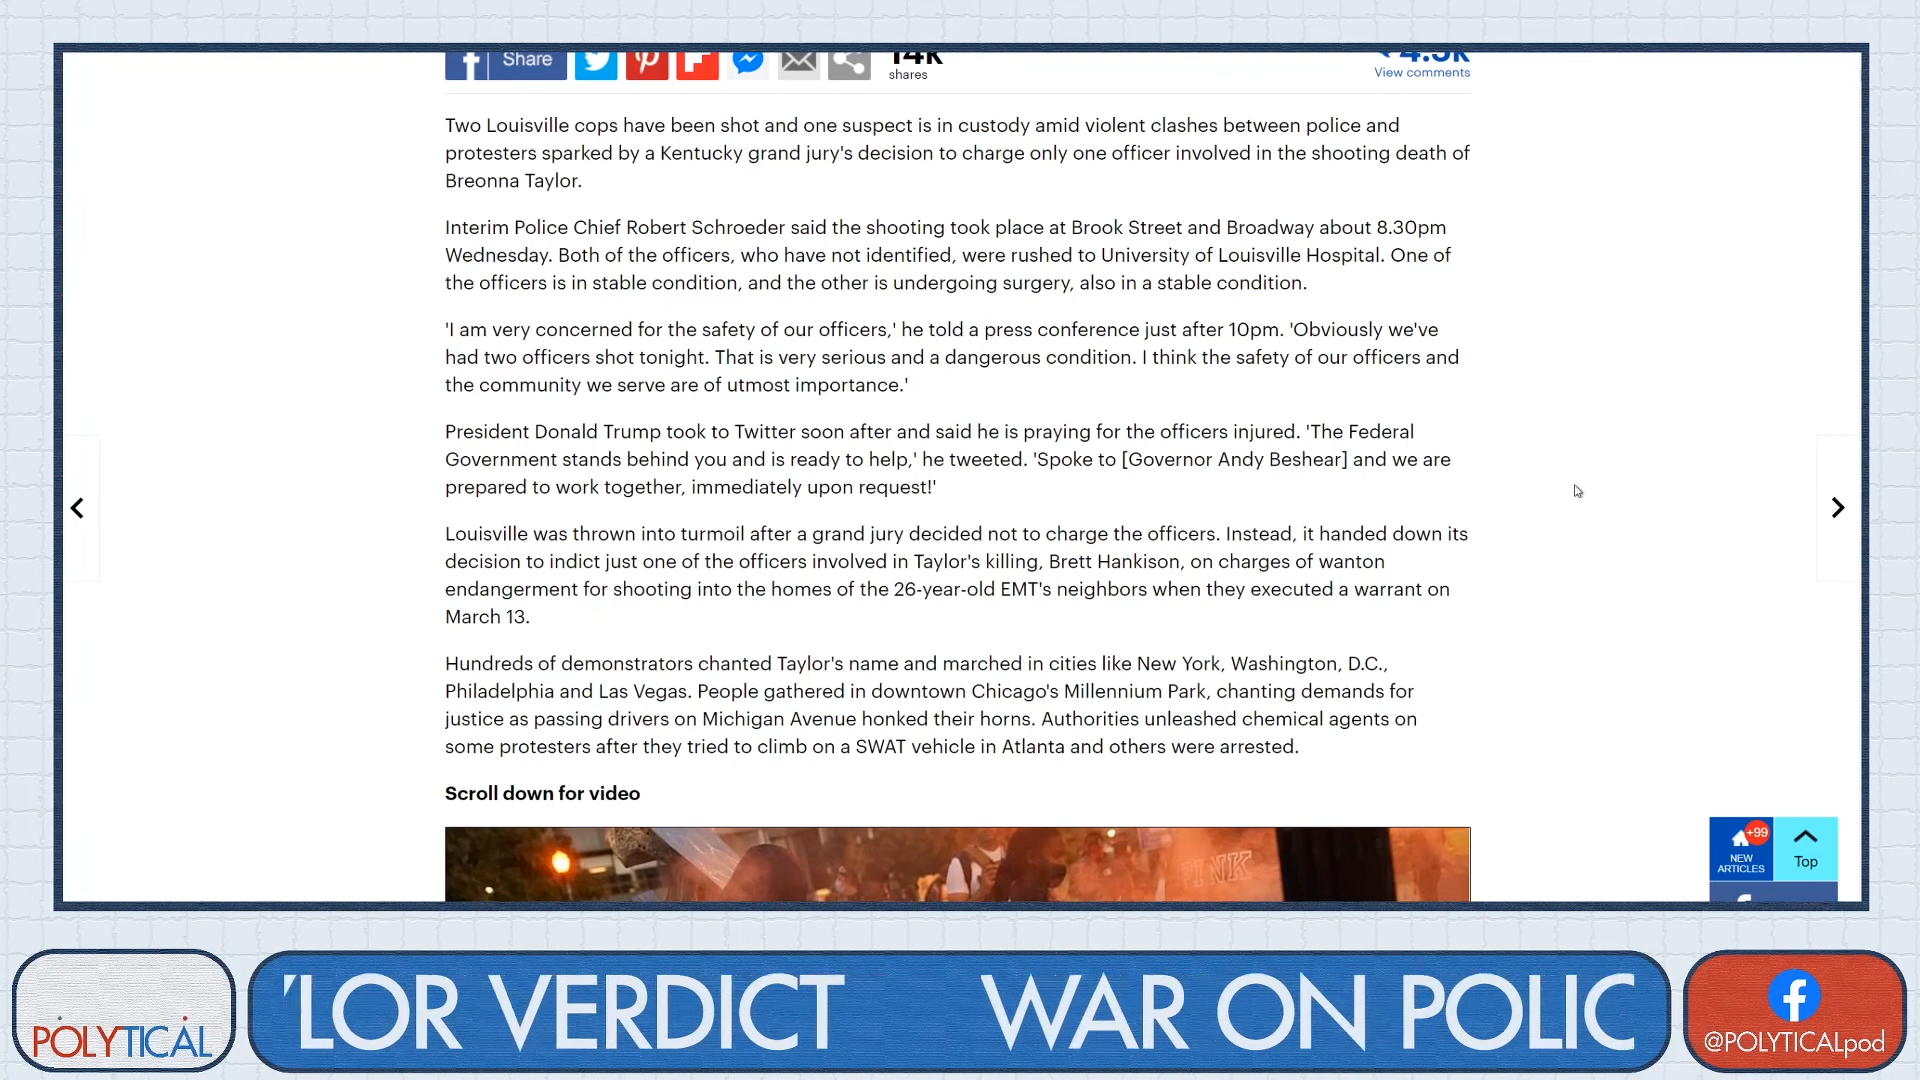 Share
14k
shares
4.5k
View comments
Two Louisville cops have been shot and one suspect is in custody amid violent clashes between police and
protesters sparked by a Kentucky grand jury's decision to charge only one officer involved in the shooting death of
Breonna Taylor.
Interim Police Chief Robert Schroeder said the shooting took place at Brook Street and Broadway about 8.30pm
Wednesday. Both of the officers, who have not identified, were rushed to University of Louisville Hospital. One of
the officers is in stable condition, and the other is undergoing surgery, also in a stable condition.
'I am very concerned for the safety of our officers,' he told a press conference just after 10pm. 'Obviously we've
had two officers shot tonight. That is very serious and a dangerous condition. I think the safety of our officers and
the community we serve are of utmost importance.'
President Donald Trump took to Twitter soon after and said he is praying for the officers injured. 'The Federal
Government stands behind you and is ready to help,' he tweeted. 'Spoke to [Governor Andy Beshear] and we are
prepared to work together, immediately upon request!'
Louisville was thrown into turmoil after a grand jury decided not to charge the officers. Instead, it handed down its
decision to indict just one of the officers involved in Taylor's killing, Brett Hankison, on charges of wanton
endangerment for shooting into the homes of the 26-year-old EMT's neighbors when they executed a warrant on
March 13.
Hundreds of demonstrators chanted Taylor's name and marched in cities like New York, Washington, D.C.,
Philadelphia and Las Vegas. People gathered in downtown Chicago's Millennium Park, chanting demands for
justice as passing drivers on Michigan Avenue honked their horns. Authorities unleashed chemical agents on
some protesters after they tried to climb on a SWAT vehicle in Atlanta and others were arrested.
Scroll down for video
PINK
+99
NEW
ARTICLES
Top
POLYTICAL
'LOR VERDICT WAR ON POLIC
@POLYTICALpod